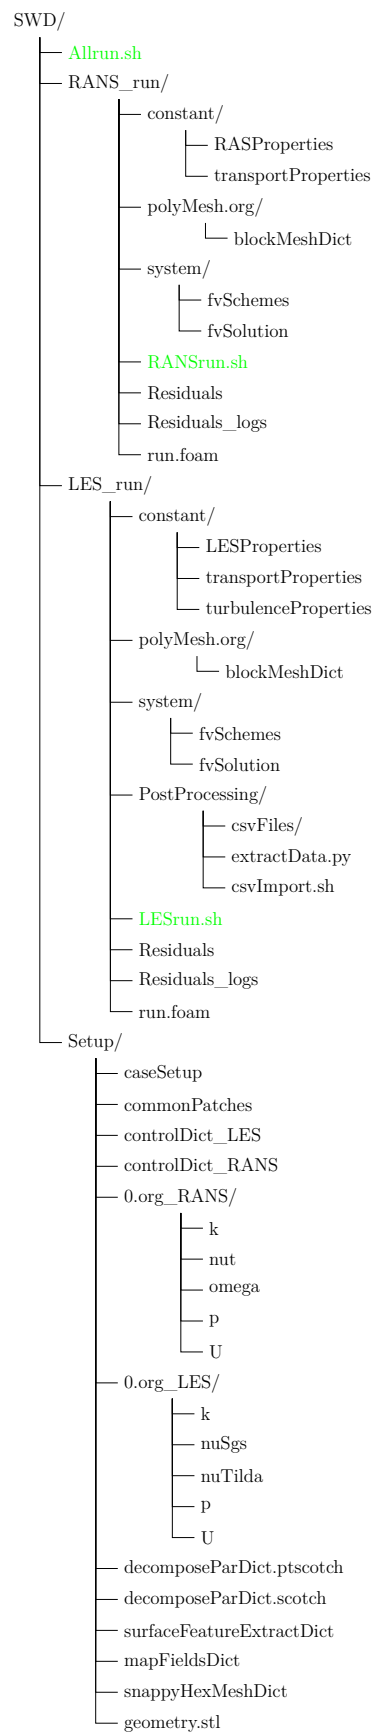 SWD/
Allrun.sh
RANS_run/
constant/
RASProperties
transportProperties
polyMesh.org/
blockMeshDict
system/
fvSchemes
fvSolution
RANSrun.sh
Residuals
Residuals_logs
run.foam
LES_run/
constant/
LESProperties
transportProperties
turbulenceProperties
polyMesh.org/
blockMeshDict
system/
fvSchemes
fvSolution
PostProcessing/
csvFiles/
extractData.py
csvImport.sh
LESrun.sh
Residuals
Residuals_logs
run.foam
Setup/
caseSetup
commonPatches
controlDict_LES
controlDict_RANS
0.org_RANS/
k
nut
omega
p
U
0.org_LES/
k
nuSgs
nuTilda
p
U
decomposeParDict.ptscotch
decomposeParDict.scotch
surfaceFeatureExtractDict
mapFieldsDict
snappyHexMeshDict
geometry.stl